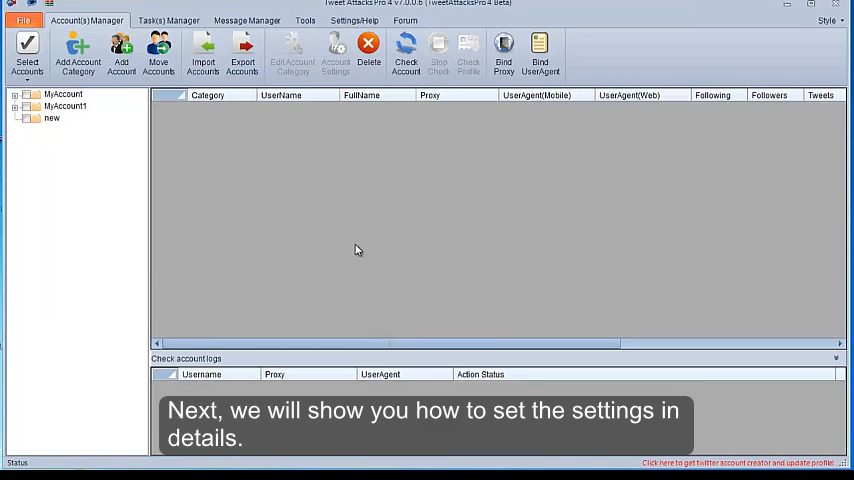 Tweet Attacks Pro 4 v7.0.0.6 (TweetAttacksPro 4 Beta)
File Account(s) Manager Task(s) Manager Message Manager Tools Settings/Help Forum Style
Select Accounts
Add Account Category
Add Account
Move Accounts
Import Accounts
Export Accounts
Edit Account Category
Account Settings
Delete
Check Account
Stop Check
Check Profile
Bind Proxy
Bind UserAgent
MyAccount
MyAccount1
new
Category UserName FullName Proxy UserAgent(Mobile) UserAgent(Web) Following Followers Tweets
Check account logs
Username Proxy UserAgent Action Status
Next, we will show you how to set the settings in
details.
Status Click here to get twitter account creator and update profile!